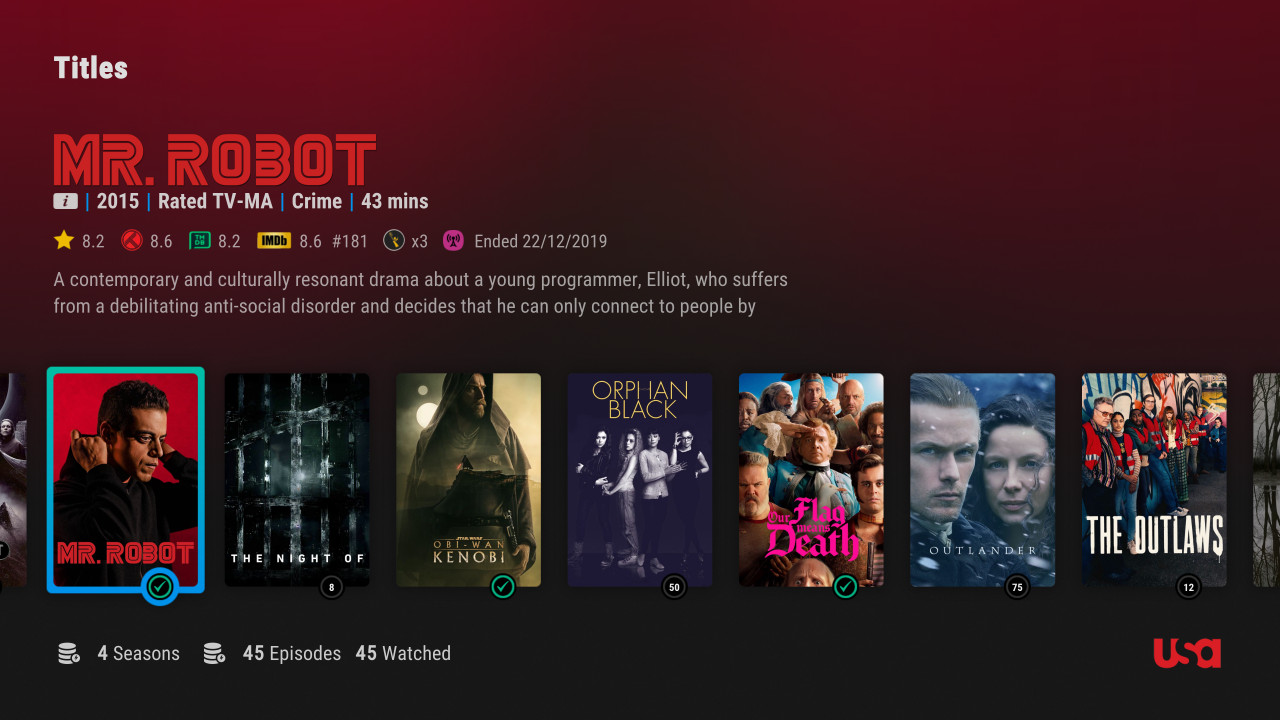 Titles
MR. ROBOT
i | 2015 | Rated TV-MA | Crime | 43 mins
8.2 8.6 TMDB 8.2 IMDb 8.6 #181 x3 Ended 22/12/2019
A contemporary and culturally resonant drama about a young programmer, Elliot, who suffers
from a debilitating anti-social disorder and decides that he can only connect to people by
MR. ROBOT
THE NIGHT OF
8
STAR WARS
OBI-WAN
KENOBI
ORPHAN
BLACK
50
Our Flag
means
Death
OUTLANDER
75
THE OUTLAWS
12
4 Seasons 45 Episodes 45 Watched
usa